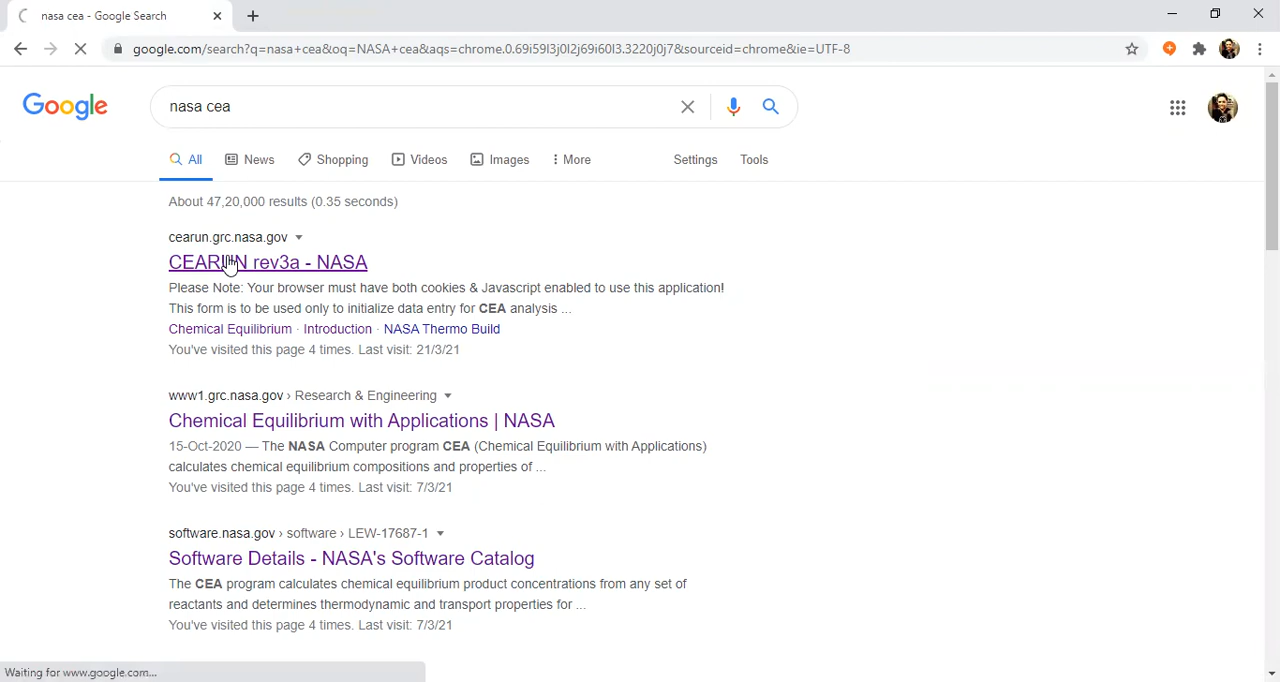 nasa cea - Google Search
google.com/search?q=nasa+cea&oq=NASA+cea&aqs=chrome.0.69i59l3j0l2j69i60l3.3220j0j7&sourceid=chrome&ie=UTF-8
Google
nasa cea
All News Shopping Videos Images More Settings Tools
About 47,20,000 results (0.35 seconds)
cearun.grc.nasa.gov
CEARUN rev3a - NASA
Please Note: Your browser must have both cookies & Javascript enabled to use this application!
This form is to be used only to initialize data entry for CEA analysis ...
Chemical Equilibrium · Introduction · NASA Thermo Build
You've visited this page 4 times. Last visit: 21/3/21
www1.grc.nasa.gov › Research & Engineering
Chemical Equilibrium with Applications | NASA
15-Oct-2020 — The NASA Computer program CEA (Chemical Equilibrium with Applications)
calculates chemical equilibrium compositions and properties of ...
You've visited this page 4 times. Last visit: 7/3/21
software.nasa.gov › software › LEW-17687-1
Software Details - NASA's Software Catalog
The CEA program calculates chemical equilibrium product concentrations from any set of
reactants and determines thermodynamic and transport properties for ...
You've visited this page 4 times. Last visit: 7/3/21
Waiting for www.google.com...